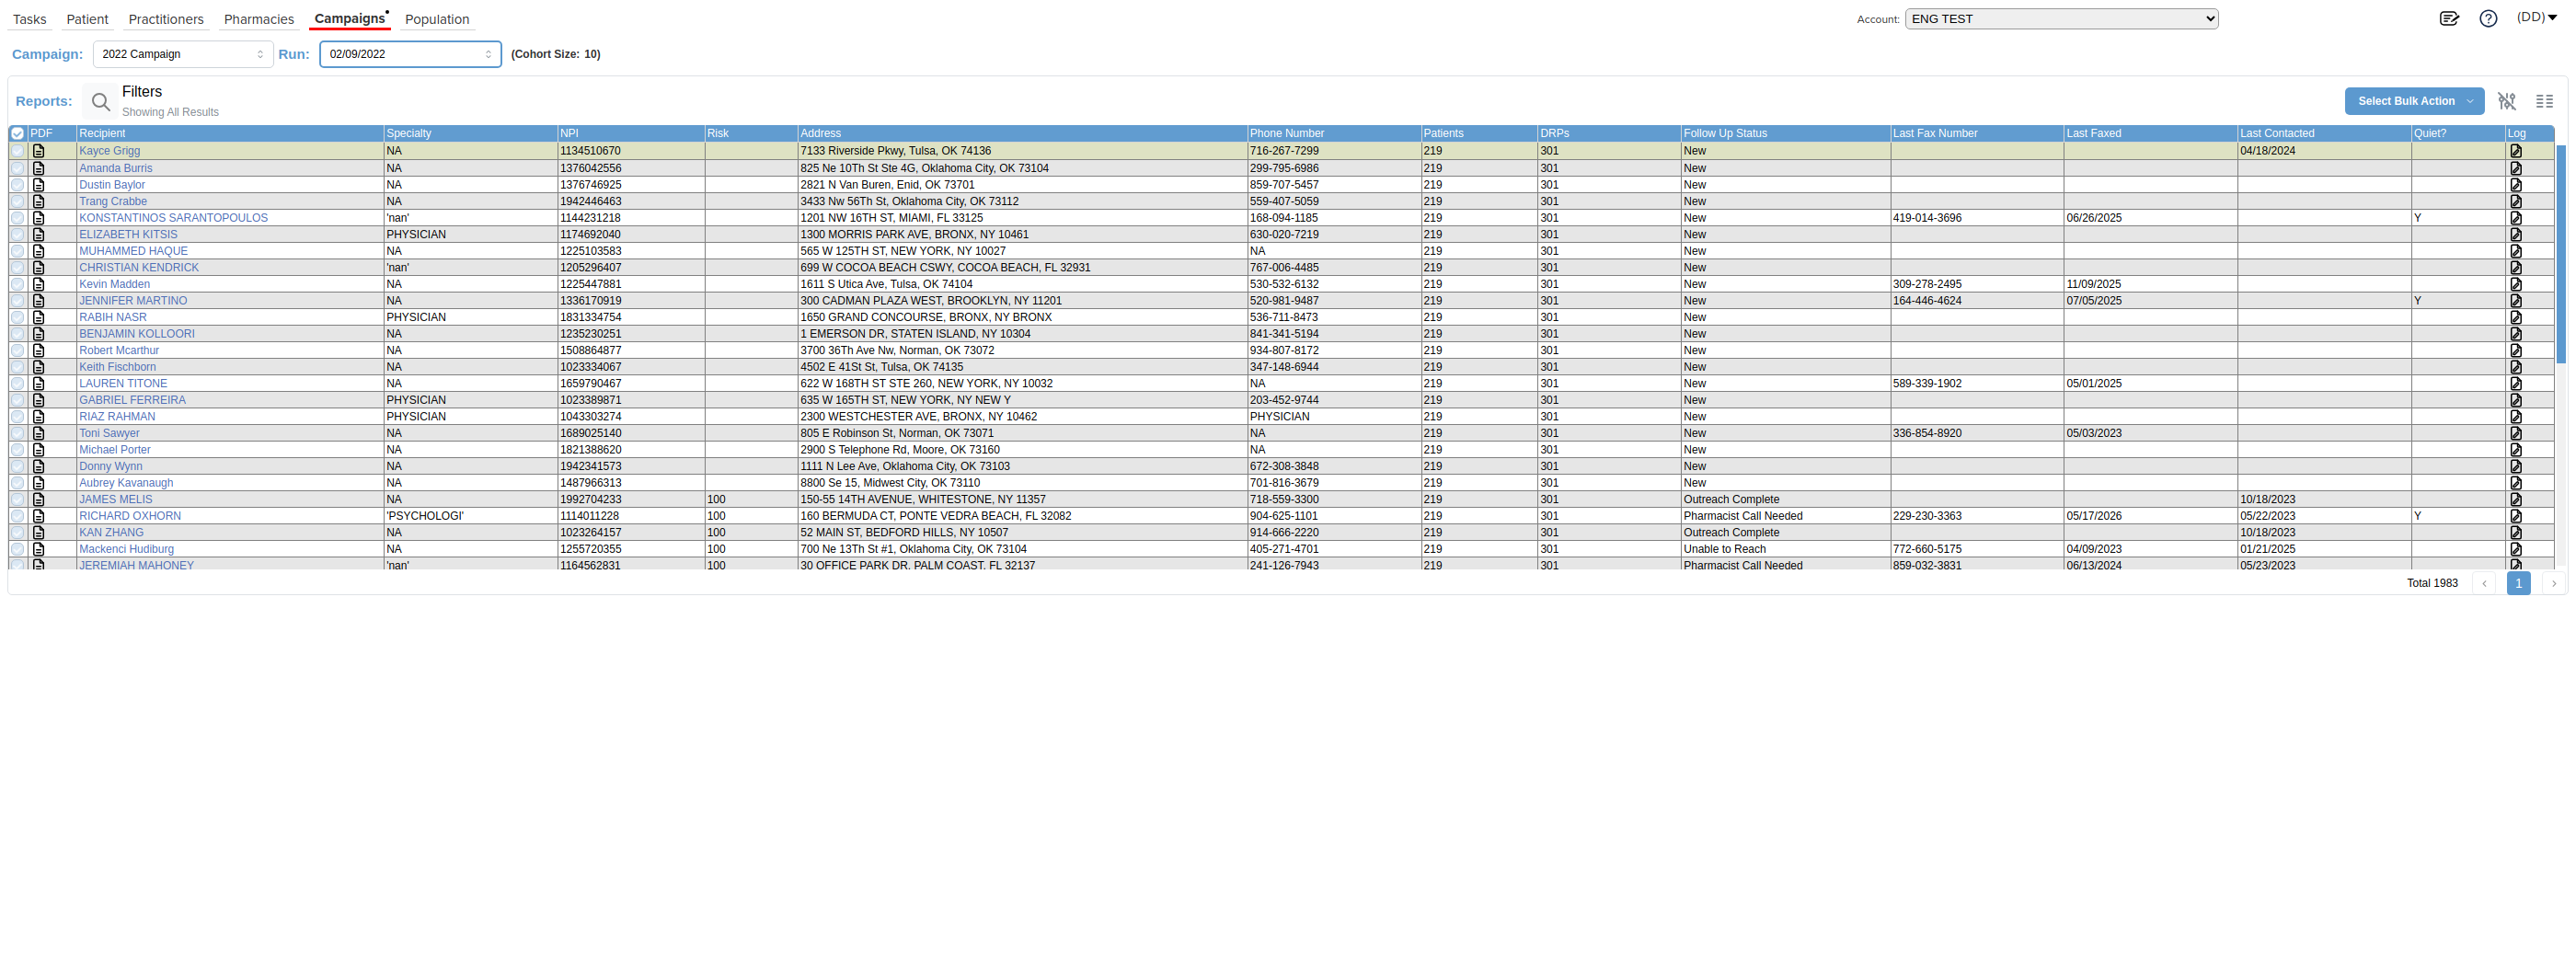 Tasks Patient Practitioners Pharmacies Campaigns Population Account: ENG TEST (DD)
Campaign: 2022 Campaign Run: 02/09/2022 (Cohort Size: 10)
Reports: Filters
Showing All Results
Select Bulk Action
PDF Recipient Specialty NPI Risk Address Phone Number Patients DRPs Follow Up Status Last Fax Number Last Faxed Last Contacted Quiet? Log
Kayce Grigg NA 1134510670 7133 Riverside Pkwy, Tulsa, OK 74136 716-267-7299 219 301 New 04/18/2024
Amanda Burris NA 1376042556 825 Ne 10Th St Ste 4G, Oklahoma City, OK 73104 299-795-6986 219 301 New
Dustin Baylor NA 1376746925 2821 N Van Buren, Enid, OK 73701 859-707-5457 219 301 New
Trang Crabbe NA 1942446463 3433 Nw 56Th St, Oklahoma City, OK 73112 559-407-5059 219 301 New
KONSTANTINOS SARANTOPOULOS 'nan' 1144231218 1201 NW 16TH ST, MIAMI, FL 33125 168-094-1185 219 301 New 419-014-3696 06/26/2025 Y
ELIZABETH KITSIS PHYSICIAN 1174692040 1300 MORRIS PARK AVE, BRONX, NY 10461 630-020-7219 219 301 New
MUHAMMED HAQUE NA 1225103583 565 W 125TH ST, NEW YORK, NY 10027 NA 219 301 New
CHRISTIAN KENDRICK 'nan' 1205296407 699 W COCOA BEACH CSWY, COCOA BEACH, FL 32931 767-006-4485 219 301 New
Kevin Madden NA 1225447881 1611 S Utica Ave, Tulsa, OK 74104 530-532-6132 219 301 New 309-278-2495 11/09/2025
JENNIFER MARTINO NA 1336170919 300 CADMAN PLAZA WEST, BROOKLYN, NY 11201 520-981-9487 219 301 New 164-446-4624 07/05/2025 Y
RABIH NASR PHYSICIAN 1831334754 1650 GRAND CONCOURSE, BRONX, NY BRONX 536-711-8473 219 301 New
BENJAMIN KOLLOORI NA 1235230251 1 EMERSON DR, STATEN ISLAND, NY 10304 841-341-5194 219 301 New
Robert Mcarthur NA 1508864877 3700 36Th Ave Nw, Norman, OK 73072 934-807-8172 219 301 New
Keith Fischborn NA 1023334067 4502 E 41St St, Tulsa, OK 74135 347-148-6944 219 301 New
LAUREN TITONE NA 1659790467 622 W 168TH ST STE 260, NEW YORK, NY 10032 NA 219 301 New 589-339-1902 05/01/2025
GABRIEL FERREIRA PHYSICIAN 1023389871 635 W 165TH ST, NEW YORK, NY NEW Y 203-452-9744 219 301 New
RIAZ RAHMAN PHYSICIAN 1043303274 2300 WESTCHESTER AVE, BRONX, NY 10462 PHYSICIAN 219 301 New
Toni Sawyer NA 1689025140 805 E Robinson St, Norman, OK 73071 NA 219 301 New 336-854-8920 05/03/2023
Michael Porter NA 1821388620 2900 S Telephone Rd, Moore, OK 73160 NA 219 301 New
Donny Wynn NA 1942341573 1111 N Lee Ave, Oklahoma City, OK 73103 672-308-3848 219 301 New
Aubrey Kavanaugh NA 1487966313 8800 Se 15, Midwest City, OK 73110 701-816-3679 219 301 New
JAMES MELIS NA 1992704233 100 150-55 14TH AVENUE, WHITESTONE, NY 11357 718-559-3300 219 301 Outreach Complete 10/18/2023
RICHARD OXHORN 'PSYCHOLOGI' 1114011228 100 160 BERMUDA CT, PONTE VEDRA BEACH, FL 32082 904-625-1101 219 301 Pharmacist Call Needed 229-230-3363 05/17/2026 05/22/2023 Y
KAN ZHANG NA 1023264157 100 52 MAIN ST, BEDFORD HILLS, NY 10507 914-666-2220 219 301 Outreach Complete 10/18/2023
Mackenci Hudiburg NA 1255720355 100 700 Ne 13Th St #1, Oklahoma City, OK 73104 405-271-4701 219 301 Unable to Reach 772-660-5175 04/09/2023 01/21/2025
JEREMIAH MAHONEY 'nan' 1164562831 100 30 OFFICE PARK DR, PALM COAST, FL 32137 241-126-7943 219 301 Pharmacist Call Needed 859-032-3831 06/13/2024 05/23/2023
Total 1983 1